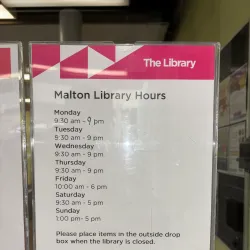 The Library
Malton Library Hours
Monday
9:30 am - 9 pm
Tuesday
9:30 am - 9 pm
Wednesday
9:30 am - 9 pm
Thursday
9:30 am - 9 pm
Friday
10:00 am - 6 pm
Saturday
9:30 am - 5 pm
Sunday
1:00 pm- 5 pm
Please place items in the outside drop
box when the library is closed.